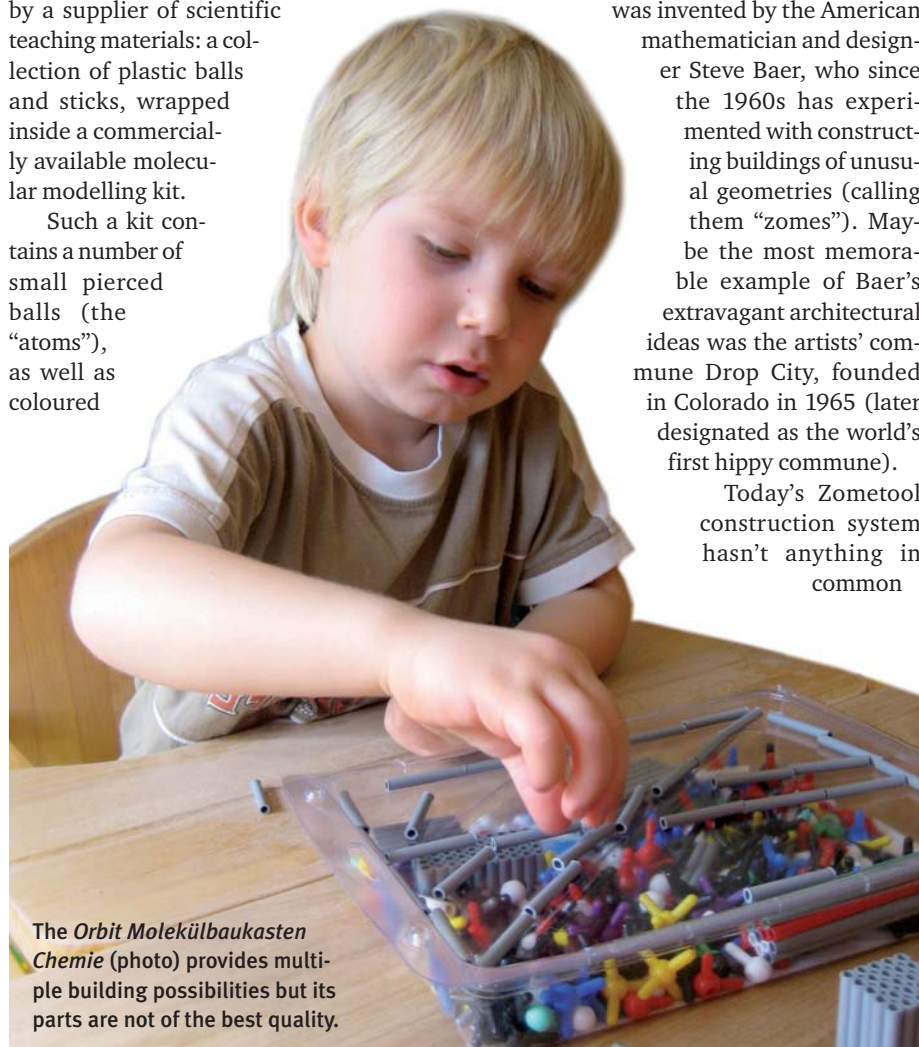 by a supplier of scientific
teaching materials: a col-
lection of plastic balls
and sticks, wrapped
inside a commercial-
ly available molecu-
lar modelling kit.
Such a kit con-
tains a number of
small pierced
balls (the
“atoms”),
as well as
coloured
was invented by the American
mathematician and design-
er Steve Baer, who since
the 1960s has experi-
mented with construct-
ing buildings of unusu-
al geometries (calling
them “zomes”). May-
be the most memora-
ble example of Baer’s
extravagant architectural
ideas was the artists’ com-
mune Drop City, founded
in Colorado in 1965 (later
designated as the world’s
first hippy commune).
Today’s Zometool
construction system
hasn’t anything in
common
The Orbit Molekülbaukasten
Chemie (photo) provides multi-
ple building possibilities but its
parts are not of the best quality.